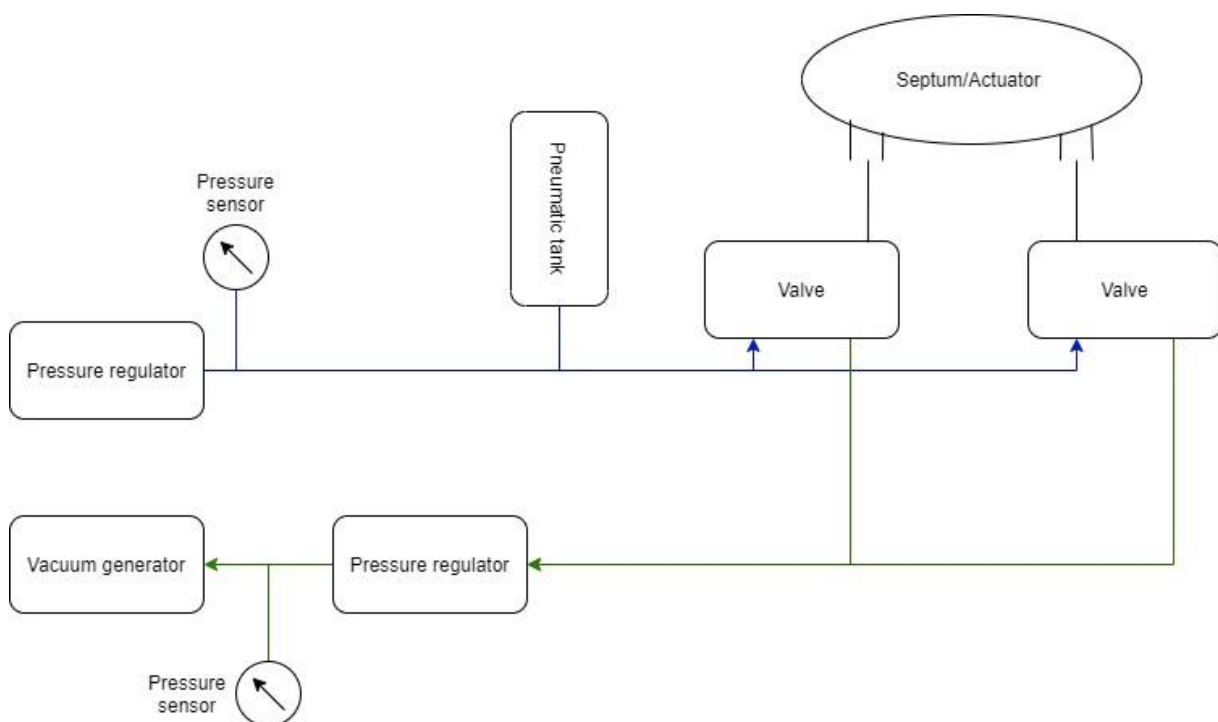 Septum/Actuator
Pneumatic tank
Pressure
sensor
Valve
Valve
Pressure regulator
Vacuum generator
Pressure regulator
Pressure
sensor